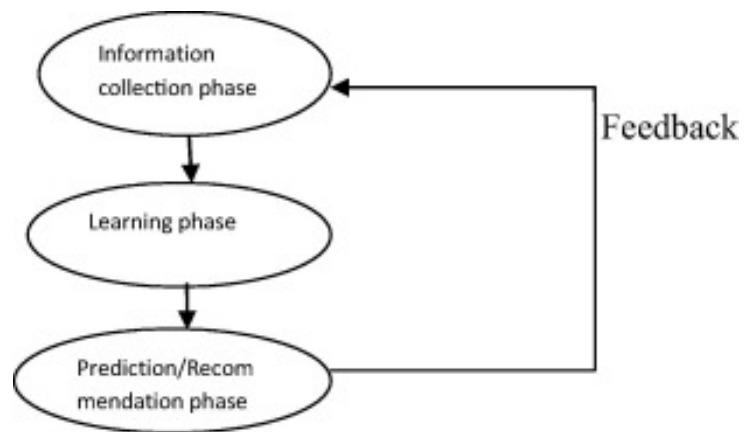 Information
collection phase
Feedback
Learning phase
Prediction/Recom
mendation phase